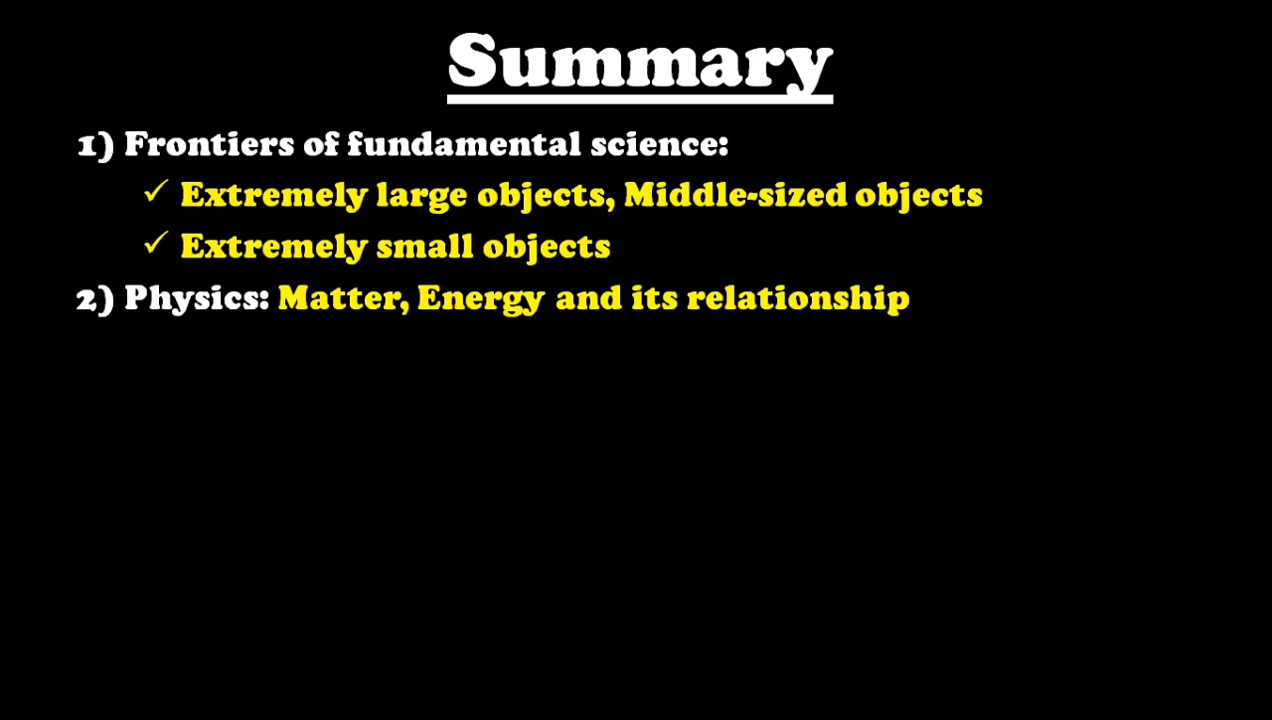 Summary
1) Frontiers of fundamental science:
✓ Extremely large objects, Middle-sized objects
✓ Extremely small objects
2) Physics: Matter, Energy and its relationship